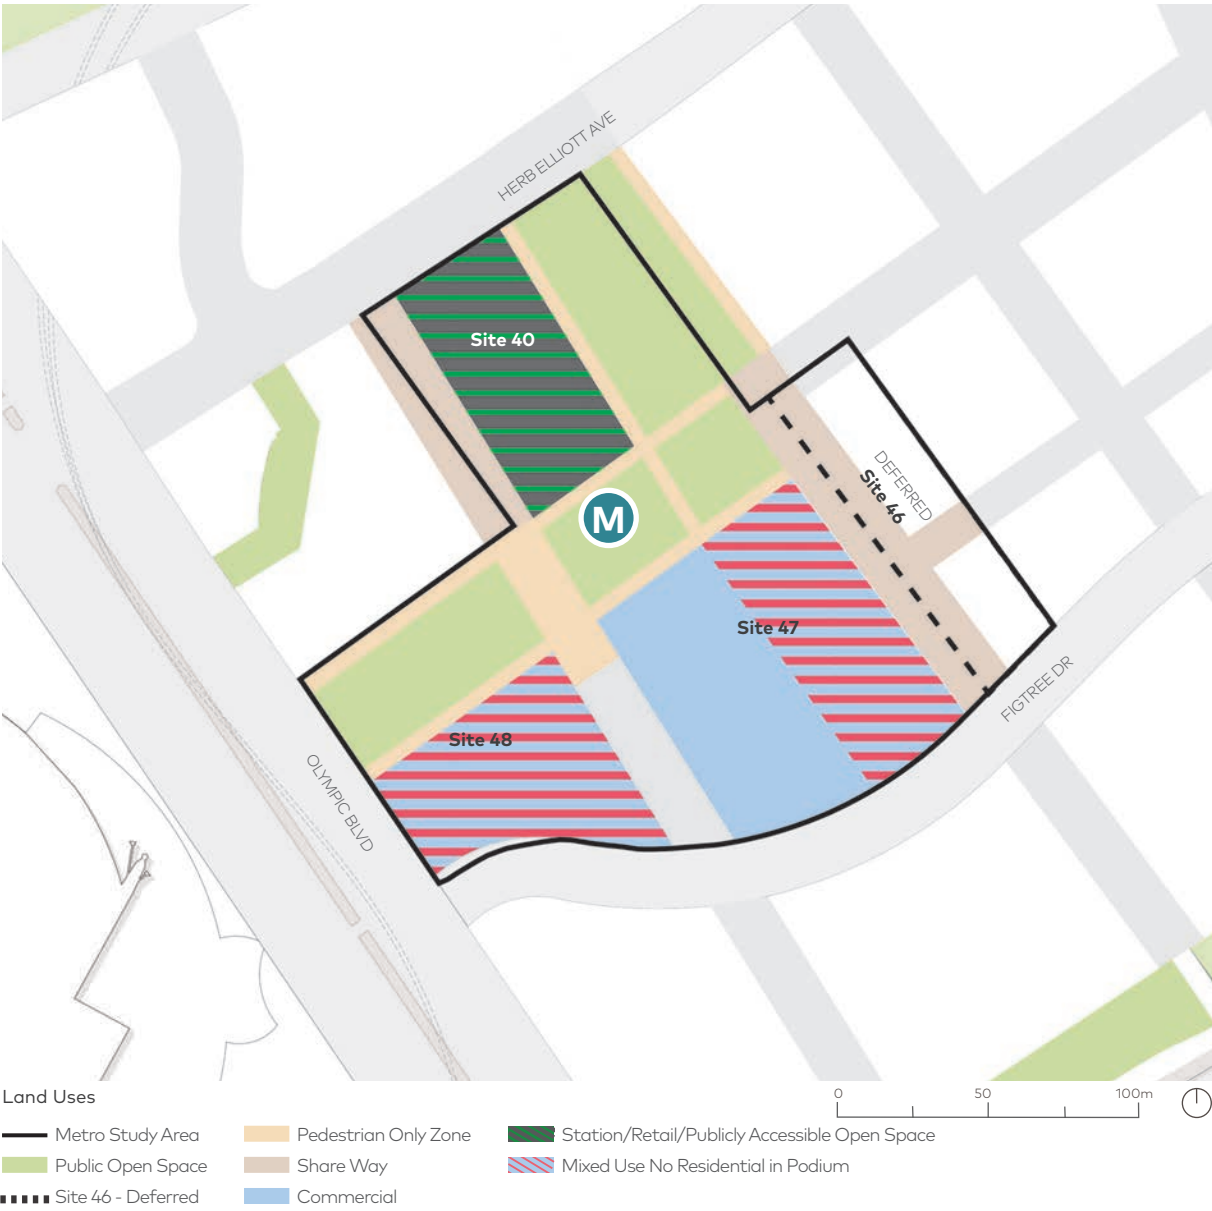 HERB ELLIOTT AVE
Site 40
DEFERRED
Site 46
M
Site 47
FIGTREE DR
Site 48
OLYMPIC BLVD
Land Uses
0 50 100m
Metro Study Area
Pedestrian Only Zone
Station/Retail/Publicly Accessible Open Space
Public Open Space
Share Way
Mixed Use No Residential in Podium
Site 46 - Deferred
Commercial